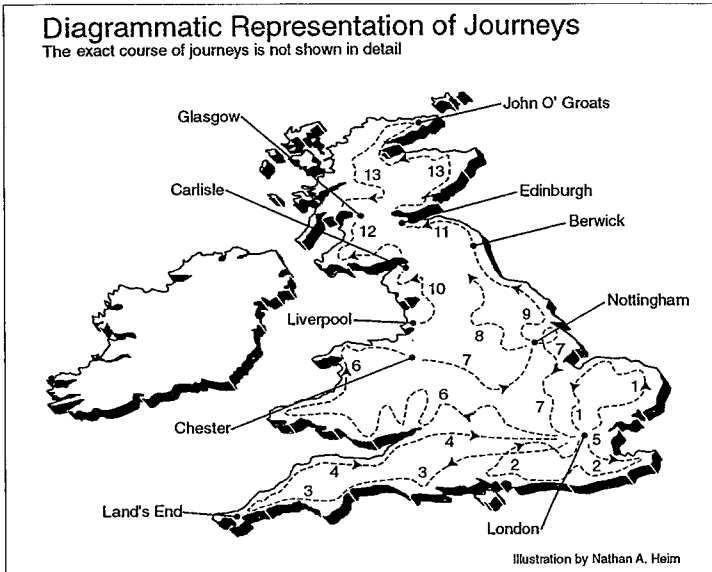 Diagrammatic Representation of Journeys
The exact course of journeys is not shown in detail
John O' Groats
Glasgow
13
13
Carlisle
Edinburgh
Berwick
12
11
10
Nottingham
Liverpool
9
8
7
6
7
1
Chester
6
7
1
4
5
4
3
2
2
3
Land's End
London
Illustration by Nathan A. Heim